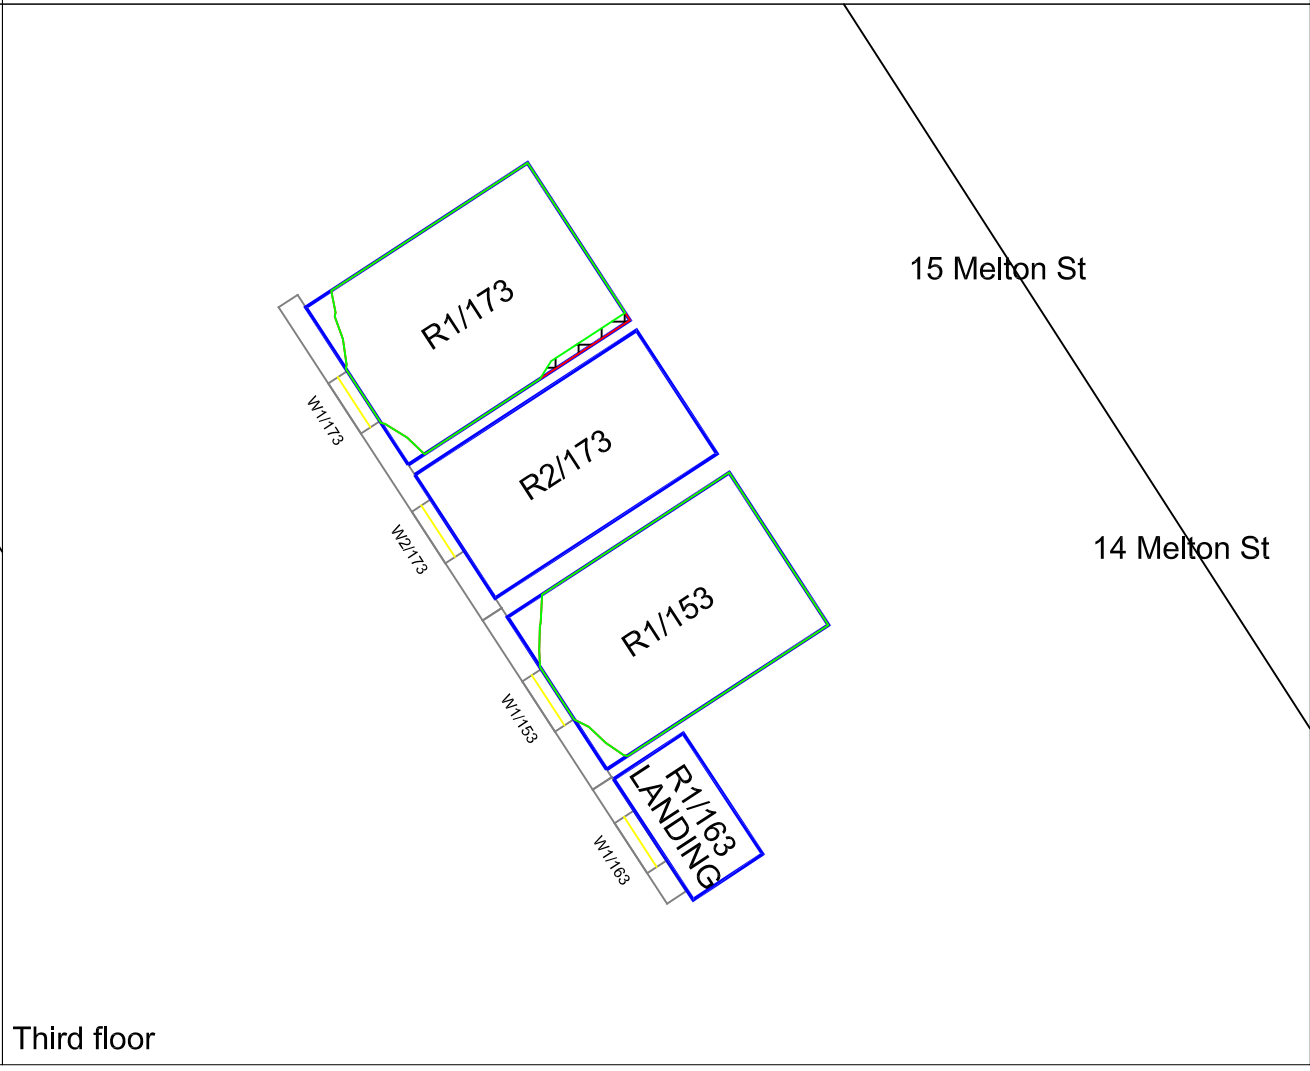 15 Melton St
R1/173
W1/173
R2/173
W2/173
14 Melton St
R1/153
W1/153
R1/163
LANDING
W1/163
Third floor